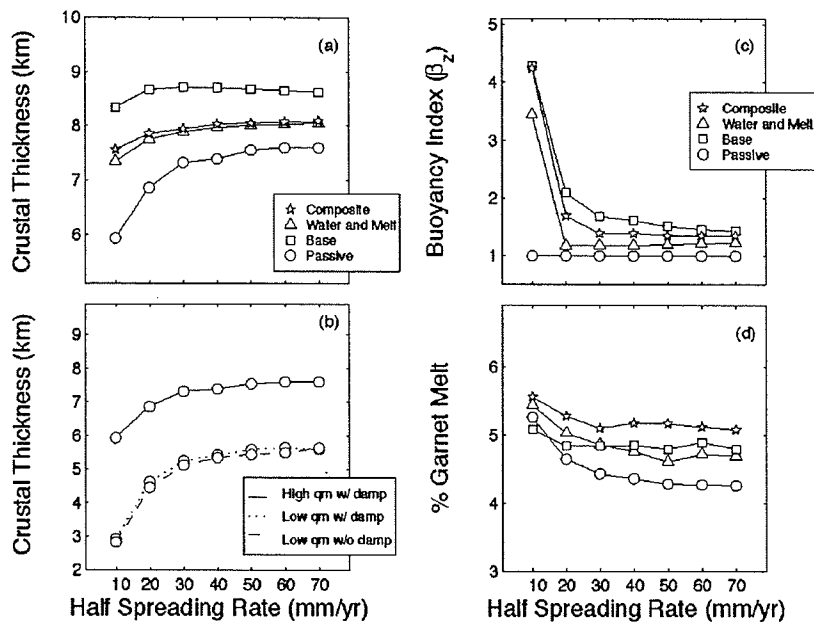 (a)
Crustal Thickness (km)
10
9
8
7
6
Composite
Water and Melt
Base
Passive
(b)
Crustal Thickness (km)
9
8
7
6
5
4
3
2
High qm w/ damp
Low qm w/ damp
Low qm w/o damp
10 20 30 40 50 60 70
Half Spreading Rate (mm/yr)
(c)
Buoyancy Index (βz)
5
4
3
2
1
Composite
Water and Melt
Base
Passive
(d)
% Garnet Melt
6
5
4
3
10 20 30 40 50 60 70
Half Spreading Rate (mm/yr)